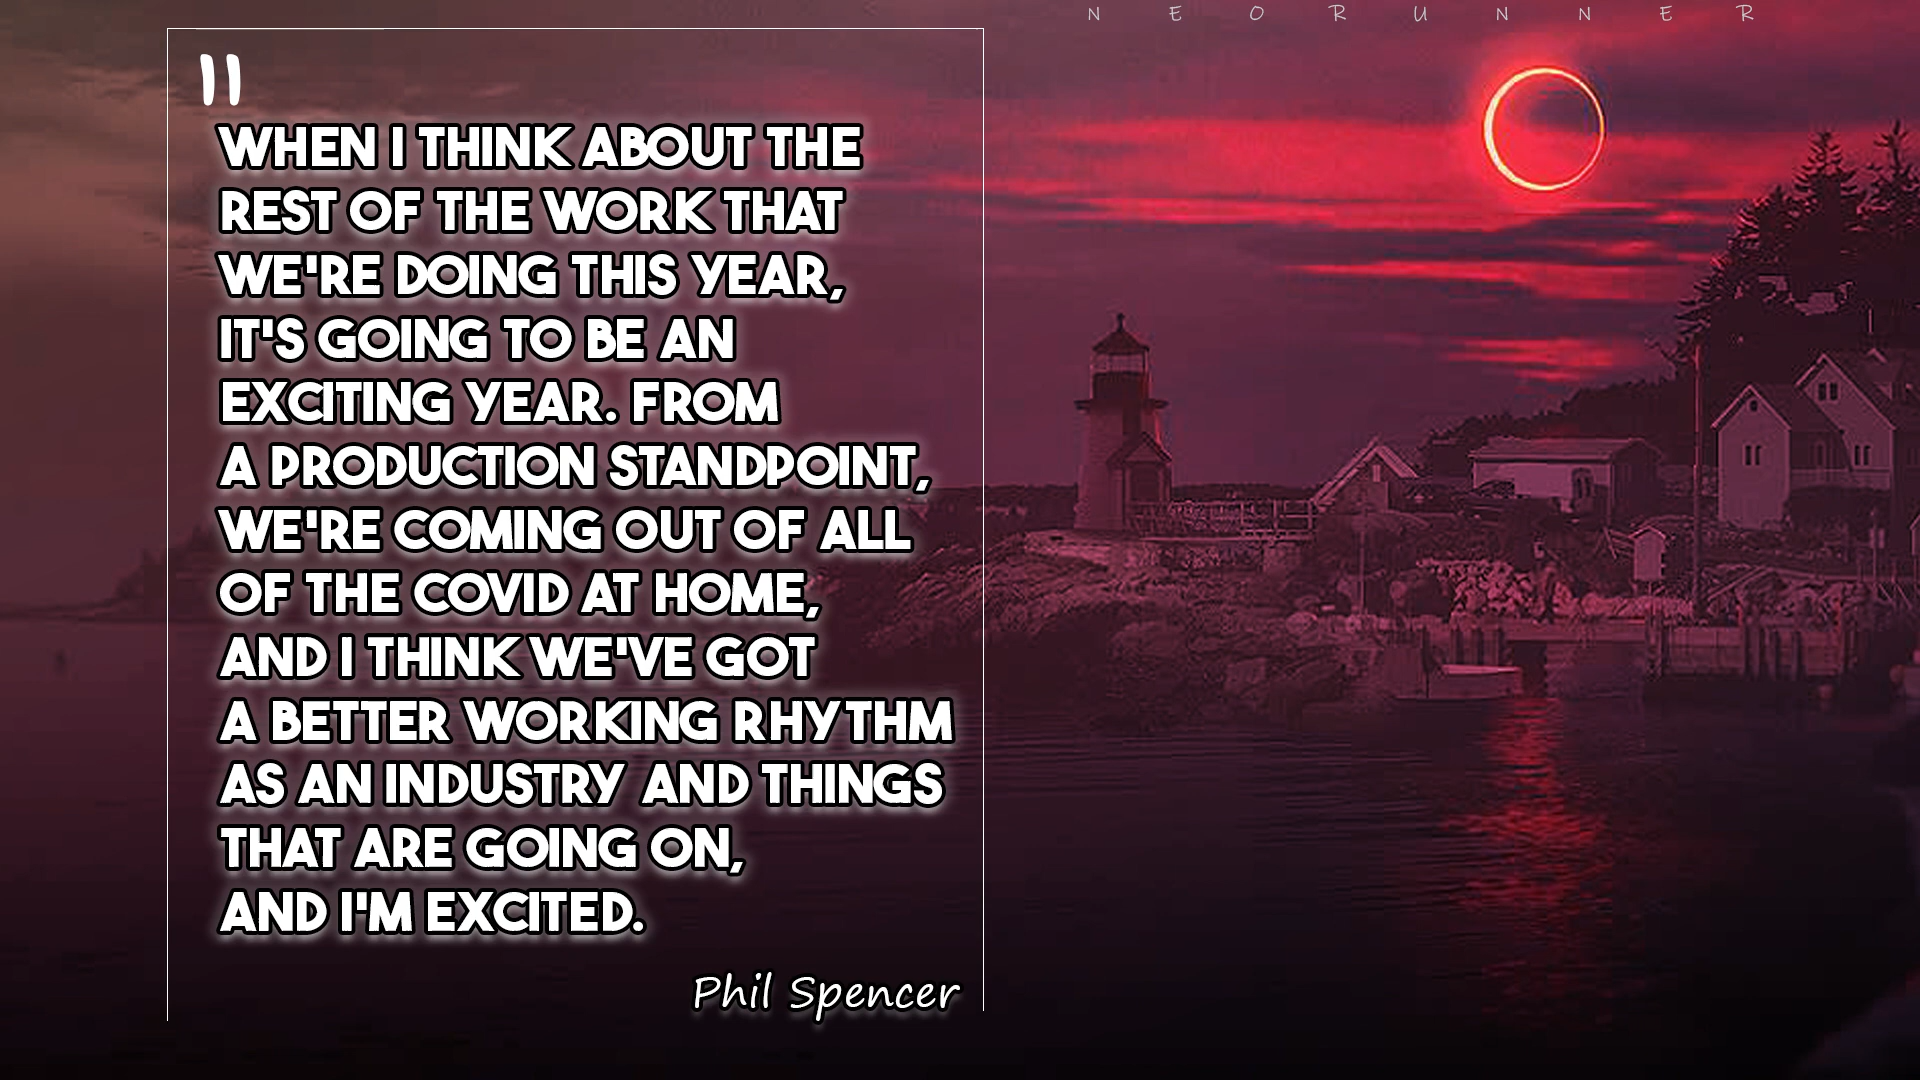 NEORUNNER
"
WHEN I THINK ABOUT THE
REST OF THE WORK THAT
WE'RE DOING THIS YEAR,
IT'S GOING TO BE AN
EXCITING YEAR. FROM
A PRODUCTION STANDPOINT,
WE'RE COMING OUT OF ALL
OF THE COVID AT HOME,
AND I THINK WE'VE GOT
A BETTER WORKING RHYTHM
AS AN INDUSTRY AND THINGS
THAT ARE GOING ON,
AND I'M EXCITED.
Phil Spencer